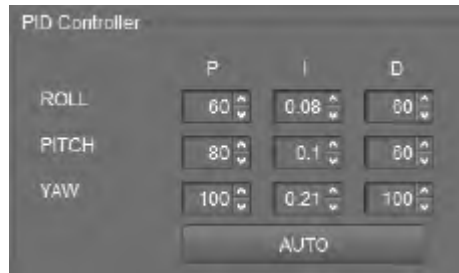 PID Controller
P I D
ROLL 60 0.08 60
PITCH 80 0.1 60
YAW 100 0.21 100
AUTO